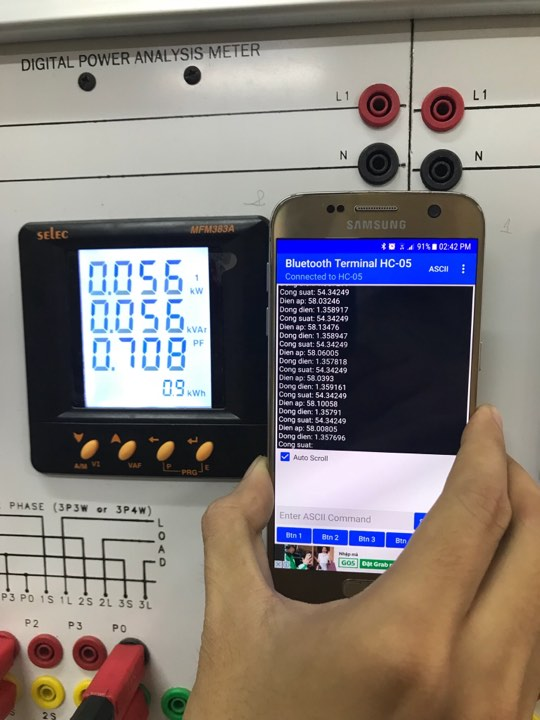 DIGITAL POWER ANALYSIS METER
L1
L1
N
N
SELEC
MFM383A
0.056
1
kW
0.056
kVAr
0.708
PF
0.9 kWh
A/M
V1
VAF
P
PRG
E
PHASE (3P3W or 3P4W)
L
O
A
D
P3 P0 1S 1L 2S 2L 3S 3L
P2
P3
P0
2S
SAMSUNG
91% 02:42 PM
Bluetooth Terminal HC-05
Connected to HC-05
ASCII
Cong suat: 54.34249
Dien ap: 58.03246
Dong dien: 1.358917
Cong suat: 54.34249
Dien ap: 58.13476
Dong dien: 1.358947
Cong suat: 54.34249
Dien ap: 58.06005
Dong dien: 1.357818
Cong suat: 54.34249
Dien ap: 58.0393
Dong dien: 1.359161
Cong suat: 54.34249
Dien ap: 58.10058
Dong dien: 1.35791
Cong suat: 54.34249
Dien ap: 58.00805
Dong dien: 1.357696
Cong suat:
Auto Scroll
Enter ASCII Command
Btn 1
Btn 2
Btn 3
Nhập mã
GO5
Đặt Grab